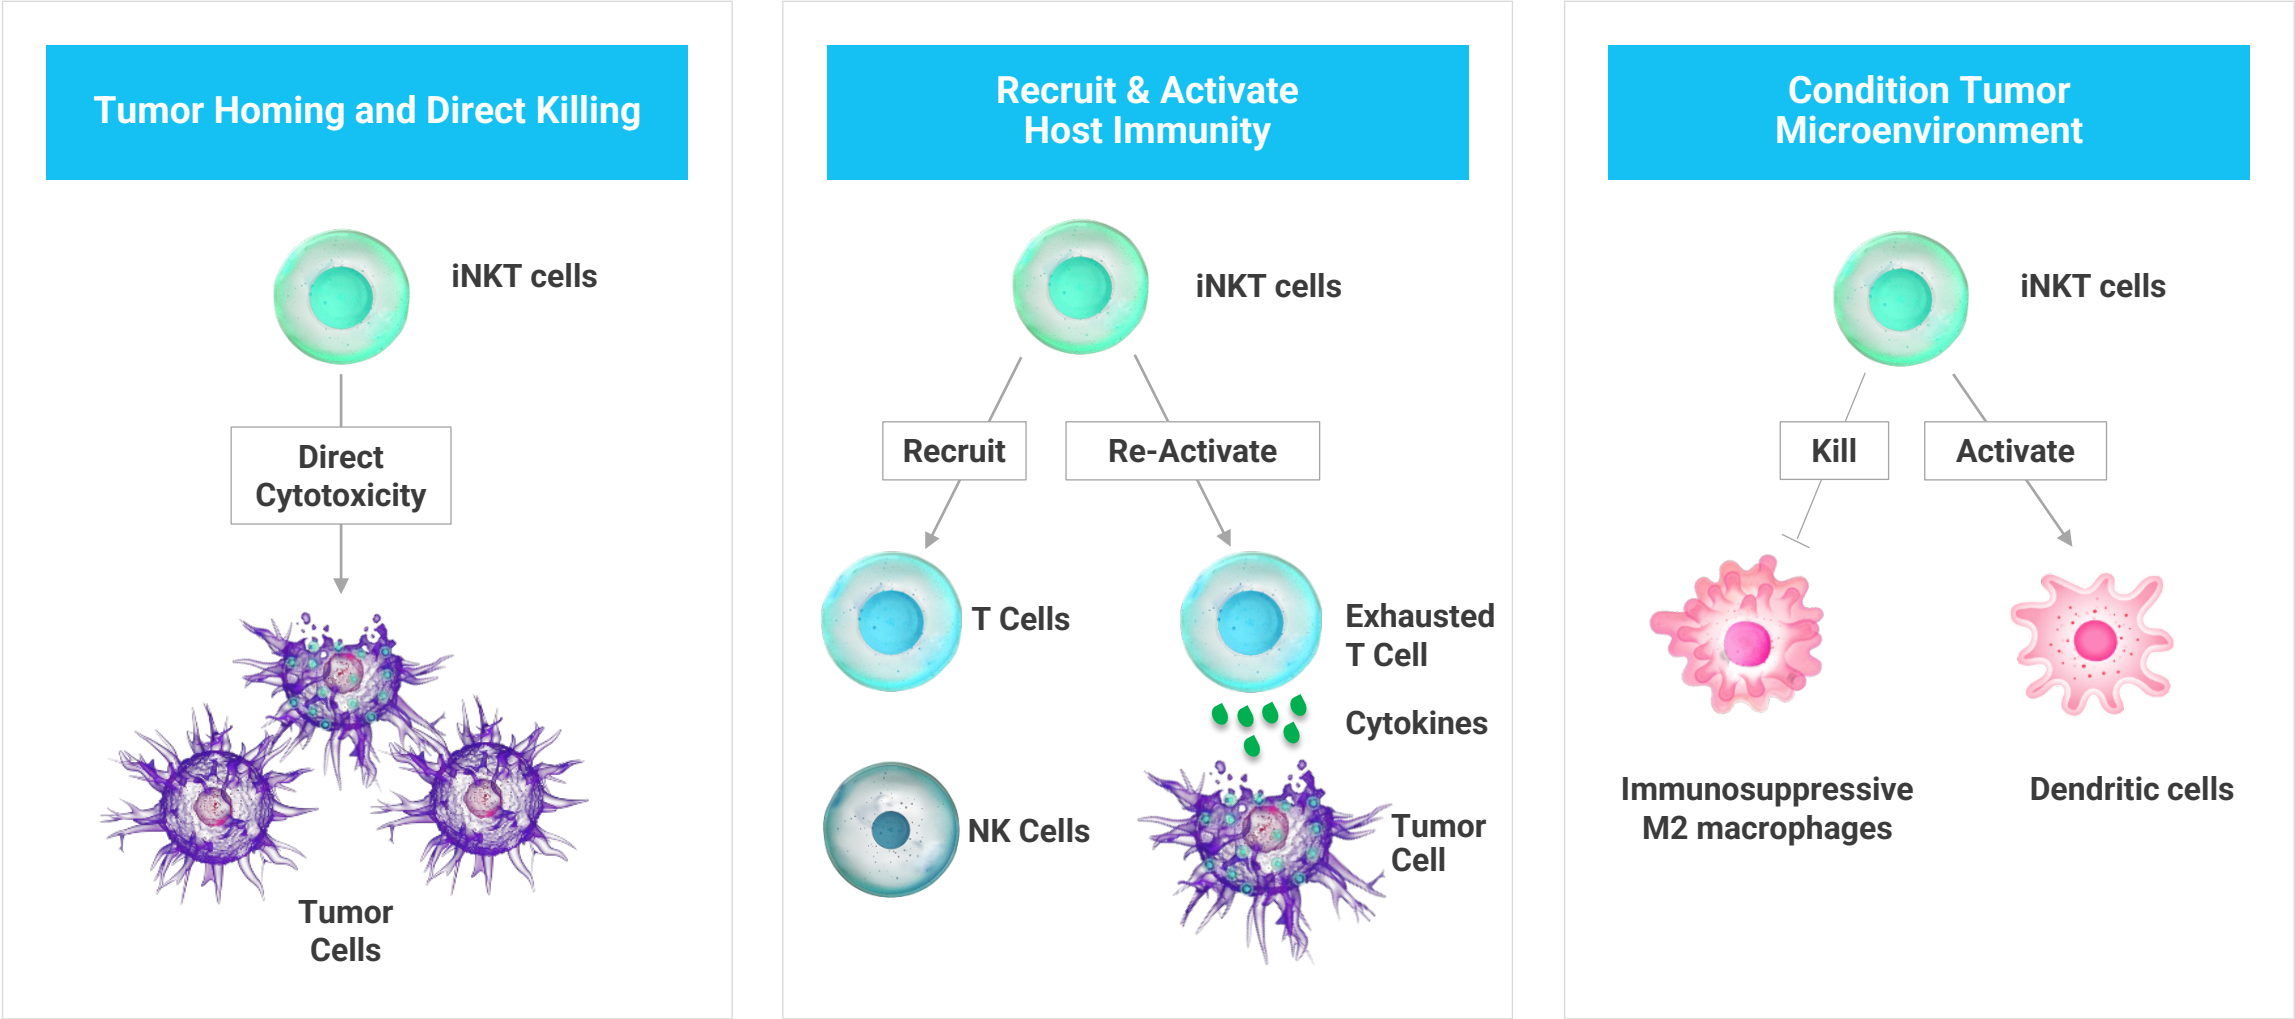 Tumor Homing and Direct Killing
iNKT cells
Direct
Cytotoxicity
Tumor
Cells
Recruit & Activate
Host Immunity
iNKT cells
Recruit
Re-Activate
T Cells
Exhausted
T Cell
Cytokines
NK Cells
Tumor
Cell
Condition Tumor
Microenvironment
iNKT cells
Kill
Activate
Immunosuppressive
M2 macrophages
Dendritic cells